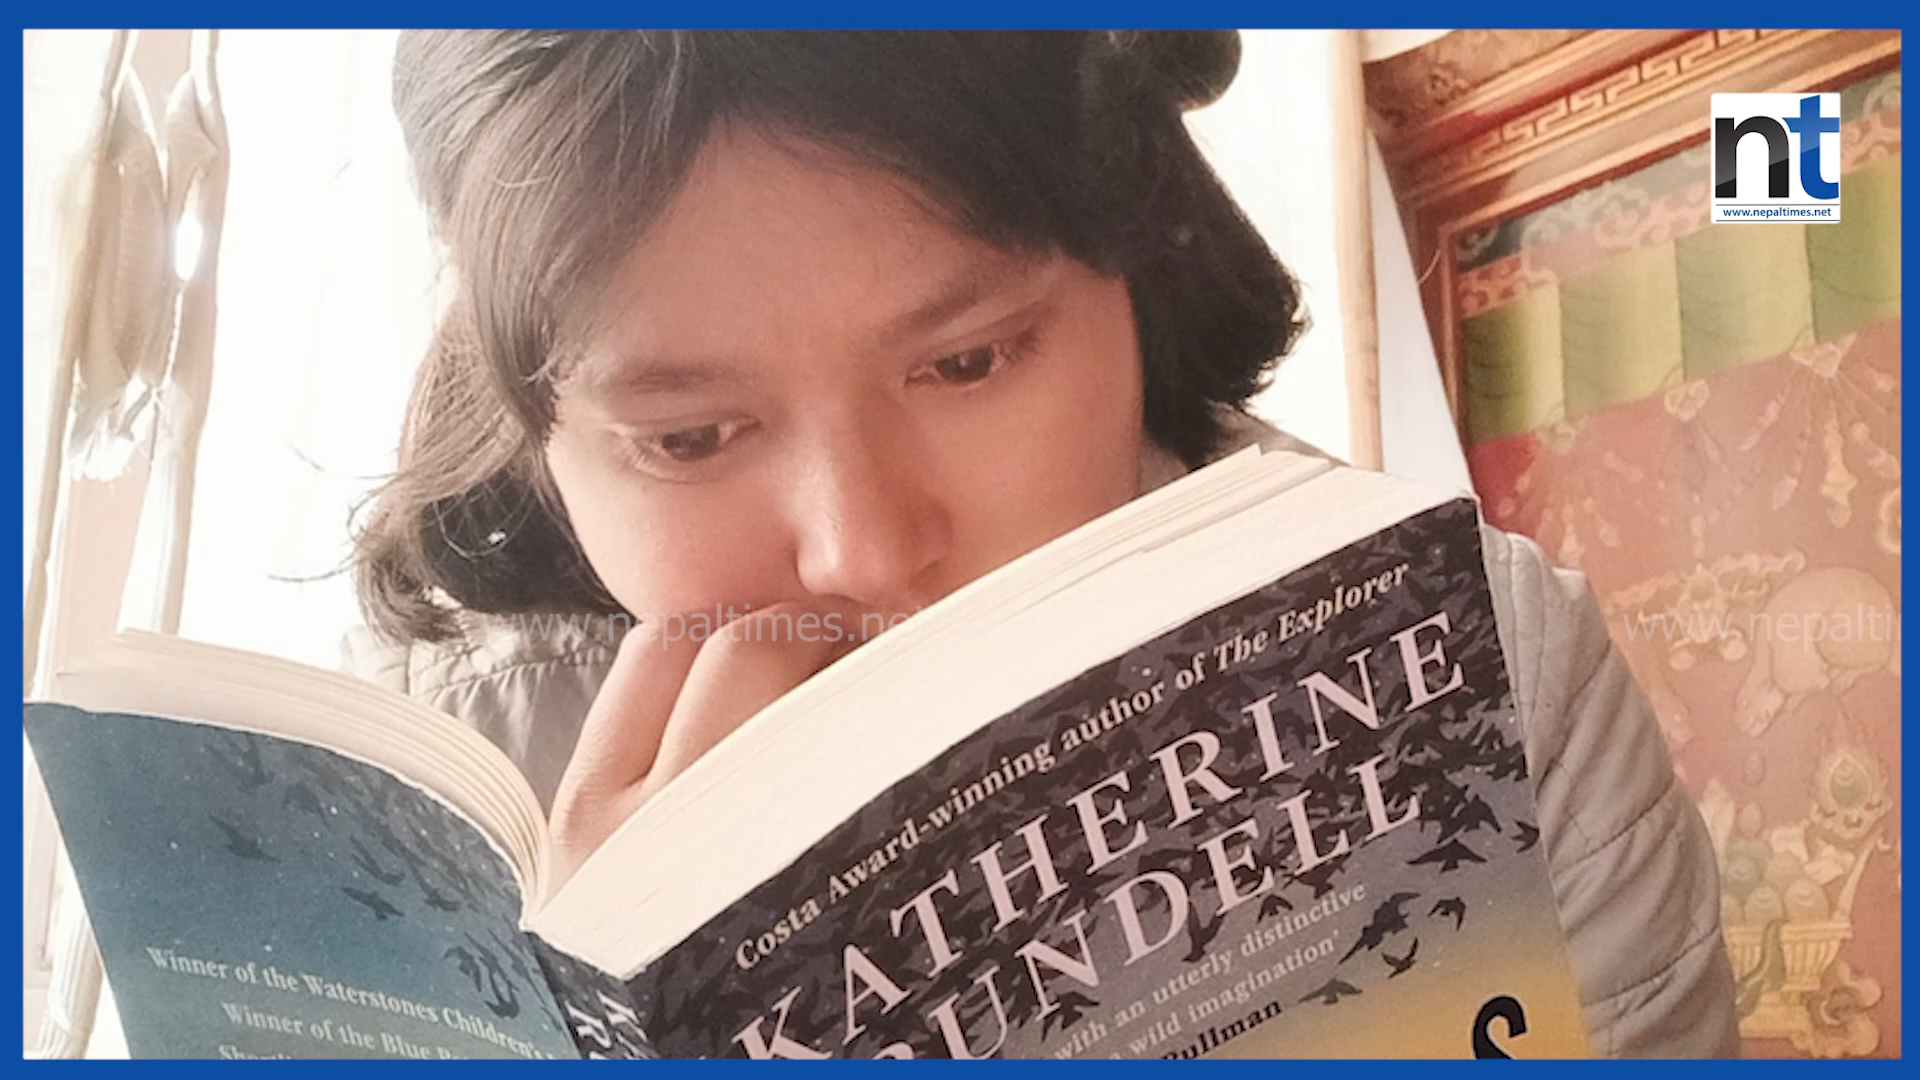 nt
www.nepaltimes.net
www.nepaltimes.net
www.nepalti
Costa Award-winning author of The Explorer
KATHERINE
RUNDELL
with an utterly distinctive
a wild imagination'
Pullman
Winner of the Waterstones Children's
Winner of the Blue